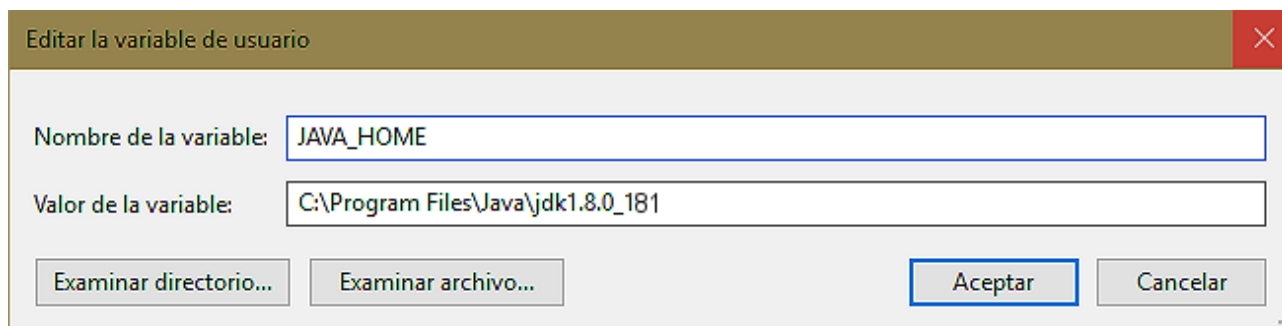 Editar la variable de usuario
Nombre de la variable: JAVA_HOME
Valor de la variable: C:\Program Files\Java\jdk1.8.0_181
Examinar directorio... Examinar archivo... Aceptar Cancelar